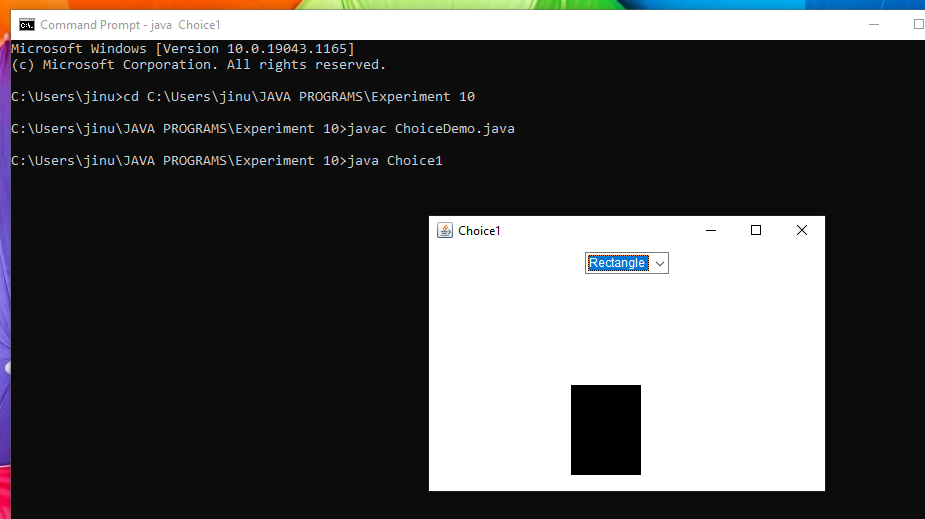 Command Prompt - java  Choice1
Microsoft Windows [Version 10.0.19043.1165]
(c) Microsoft Corporation. All rights reserved.
C:\Users\jinu>cd C:\Users\jinu\JAVA PROGRAMS\Experiment 10
C:\Users\jinu\JAVA PROGRAMS\Experiment 10>javac ChoiceDemo.java
C:\Users\jinu\JAVA PROGRAMS\Experiment 10>java Choice1
Choice1
Rectangle